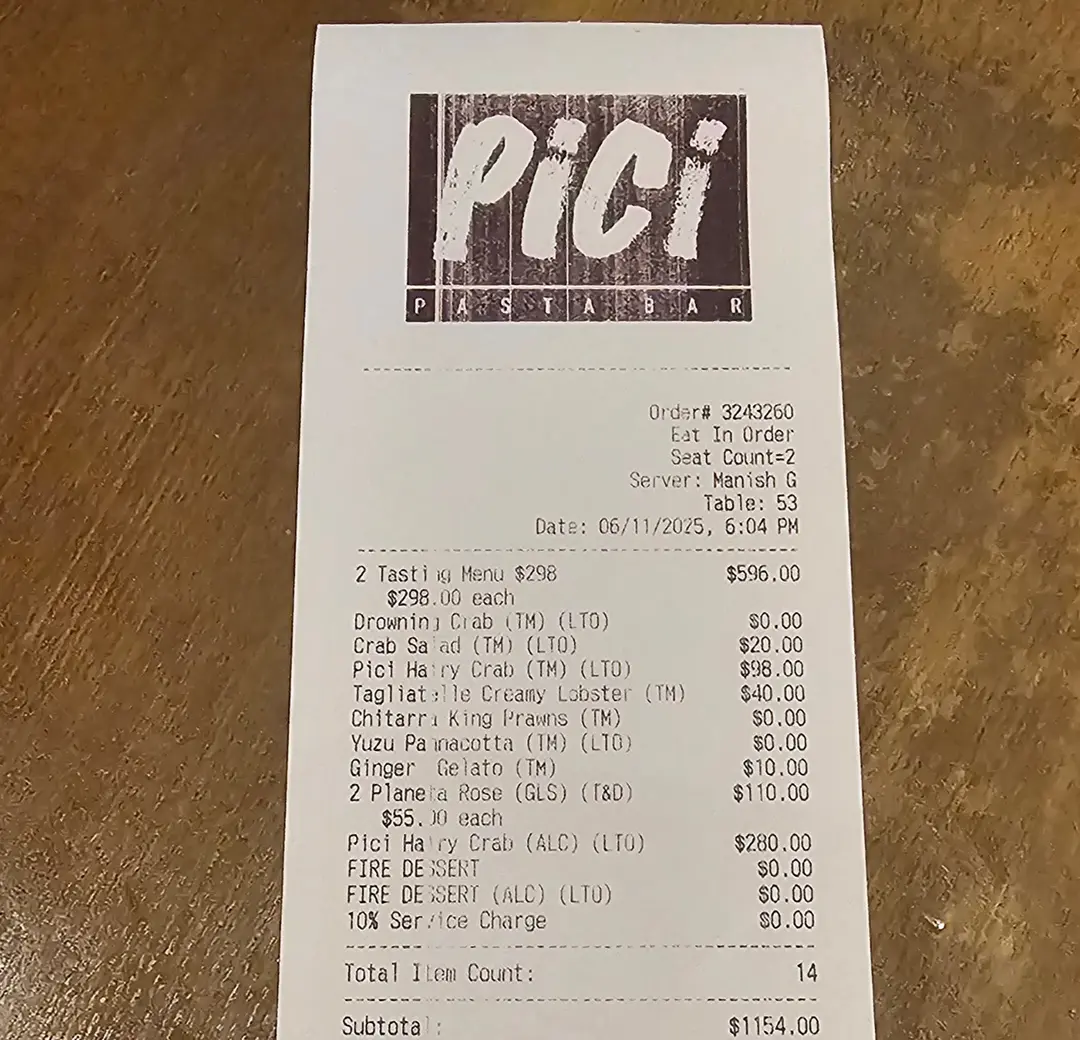 PiCi
PASTA BAR
Order# 3243260
Eat In Order
Seat Count=2
Server: Manish G
Table: 53
Date: 06/11/2025, 6:04 PM
2 Tasting Menu $298 $596.00
$298.00 each
Drowning Crab (TM) (LTO) $0.00
Crab Salad (TM) (LTO) $20.00
Pici Hairy Crab (TM) (LTO) $98.00
Tagliatelle Creamy Lobster (TM) $40.00
Chitarra King Prawns (TM) $0.00
Yuzu Pannacotta (TM) (LTO) $0.00
Ginger Gelato (TM) $10.00
2 Planeta Rose (GLS) (T&D) $110.00
$55.00 each
Pici Hairy Crab (ALC) (LTO) $280.00
FIRE DESSERT $0.00
FIRE DESSERT (ALC) (LTO) $0.00
10% Service Charge $0.00
Total Item Count: 14
Subtotal: $1154.00